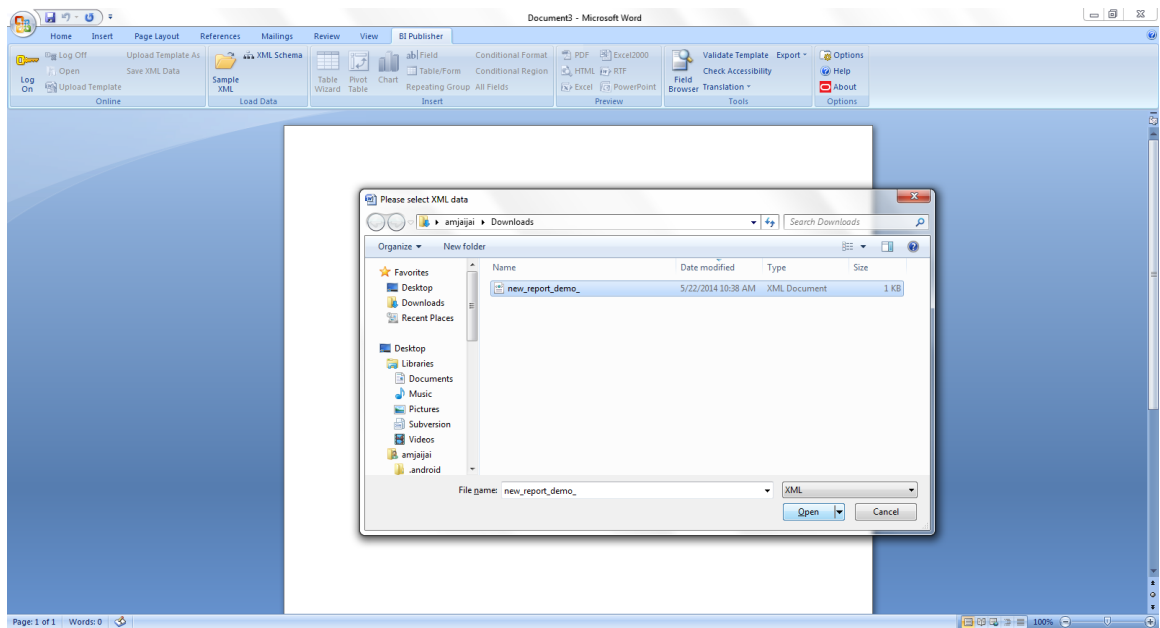 Document3 - Microsoft Word
Home Insert Page Layout References Mailings Review View BI Publisher
Log Off Upload Template As XML Schema ab| Field Conditional Format PDF Excel2000 Validate Template Export Options
Open Save XML Data Table/Form Conditional Region HTML RTF Check Accessibility Help
Log On Upload Template Sample XML Table Wizard Pivot Table Chart Repeating Group All Fields Excel PowerPoint Field Browser Translation About
Online Load Data Insert Preview Tools Options
Please select XML data
amjaijai Downloads Search Downloads
Organize New folder
Favorites Name Date modified Type Size
Desktop new_report_demo_ 5/22/2014 10:38 AM XML Document 1 KB
Downloads
Recent Places
Desktop
Libraries
Documents
Music
Pictures
Subversion
Videos
amjaijai
.android
File name: new_report_demo_ XML
Open Cancel
Page: 1 of 1 Words: 0 100%